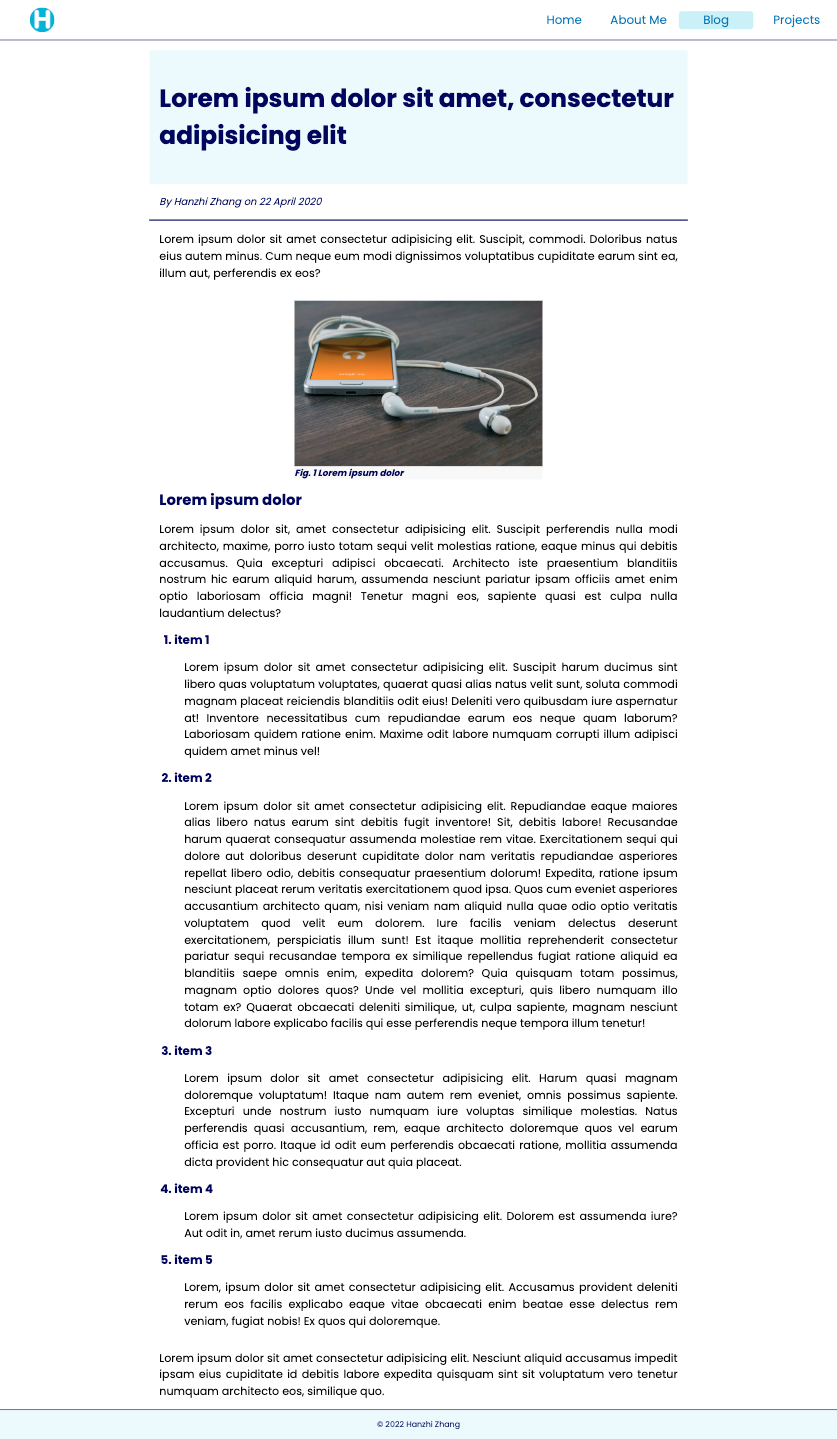 H
Home About Me Blog Projects
Lorem ipsum dolor sit amet, consectetur
adipisicing elit
By Hanzhi Zhang on 22 April 2020
Lorem ipsum dolor sit amet consectetur adipisicing elit. Suscipit, commodi. Doloribus natus
eius autem minus. Cum neque eum modi dignissimos voluptatibus cupiditate earum sint ea,
illum aut, perferendis ex eos?
Fig. 1 Lorem ipsum dolor
Lorem ipsum dolor
Lorem ipsum dolor sit, amet consectetur adipisicing elit. Suscipit perferendis nulla modi
architecto, maxime, porro iusto totam sequi velit molestias ratione, eaque minus qui debitis
accusamus. Quia excepturi adipisci obcaecati. Architecto iste praesentium blanditiis
nostrum hic earum aliquid harum, assumenda nesciunt pariatur ipsam officiis amet enim
optio laboriosam officia magni! Tenetur magni eos, sapiente quasi est culpa nulla
laudantium delectus?
1. item 1
Lorem ipsum dolor sit amet consectetur adipisicing elit. Suscipit harum ducimus sint
libero quas voluptatum voluptates, quaerat quasi alias natus velit sunt, soluta commodi
magnam placeat reiciendis blanditiis odit eius! Deleniti vero quibusdam iure aspernatur
at! Inventore necessitatibus cum repudiandae earum eos neque quam laborum?
Laboriosam quidem ratione enim. Maxime odit labore numquam corrupti illum adipisci
quidem amet minus vel!
2. item 2
Lorem ipsum dolor sit amet consectetur adipisicing elit. Repudiandae eaque maiores
alias libero natus earum sint debitis fugit inventore! Sit, debitis labore! Recusandae
harum quaerat consequatur assumenda molestiae rem vitae. Exercitationem sequi qui
dolore aut doloribus deserunt cupiditate dolor nam veritatis repudiandae asperiores
repellat libero odio, debitis consequatur praesentium dolorum! Expedita, ratione ipsum
nesciunt placeat rerum veritatis exercitationem quod ipsa. Quos cum eveniet asperiores
accusantium architecto quam, nisi veniam nam aliquid nulla quae odio optio veritatis
voluptatem quod velit eum dolorem. Iure facilis veniam delectus deserunt
exercitationem, perspiciatis illum sunt! Est itaque mollitia reprehenderit consectetur
pariatur sequi recusandae tempora ex similique repellendus fugiat ratione aliquid ea
blanditiis saepe omnis enim, expedita dolorem? Quia quisquam totam possimus,
magnam optio dolores quos? Unde vel mollitia excepturi, quis libero numquam illo
totam ex? Quaerat obcaecati deleniti similique, ut, culpa sapiente, magnam nesciunt
dolorum labore explicabo facilis qui esse perferendis neque tempora illum tenetur!
3. item 3
Lorem ipsum dolor sit amet consectetur adipisicing elit. Harum quasi magnam
doloremque voluptatum! Itaque nam autem rem eveniet, omnis possimus sapiente.
Excepturi unde nostrum iusto numquam iure voluptas similique molestias. Natus
perferendis quasi accusantium, rem, eaque architecto doloremque quos vel earum
officia est porro. Itaque id odit eum perferendis obcaecati ratione, mollitia assumenda
dicta provident hic consequatur aut quia placeat.
4. item 4
Lorem ipsum dolor sit amet consectetur adipisicing elit. Dolorem est assumenda iure?
Aut odit in, amet rerum iusto ducimus assumenda.
5. item 5
Lorem, ipsum dolor sit amet consectetur adipisicing elit. Accusamus provident deleniti
rerum eos facilis explicabo eaque vitae obcaecati enim beatae esse delectus rem
veniam, fugiat nobis! Ex quos qui doloremque.
Lorem ipsum dolor sit amet consectetur adipisicing elit. Nesciunt aliquid accusamus impedit
ipsam eius cupiditate id debitis labore expedita quisquam sint sit voluptatum vero tenetur
numquam architecto eos, similique quo.
© 2022 Hanzhi Zhang